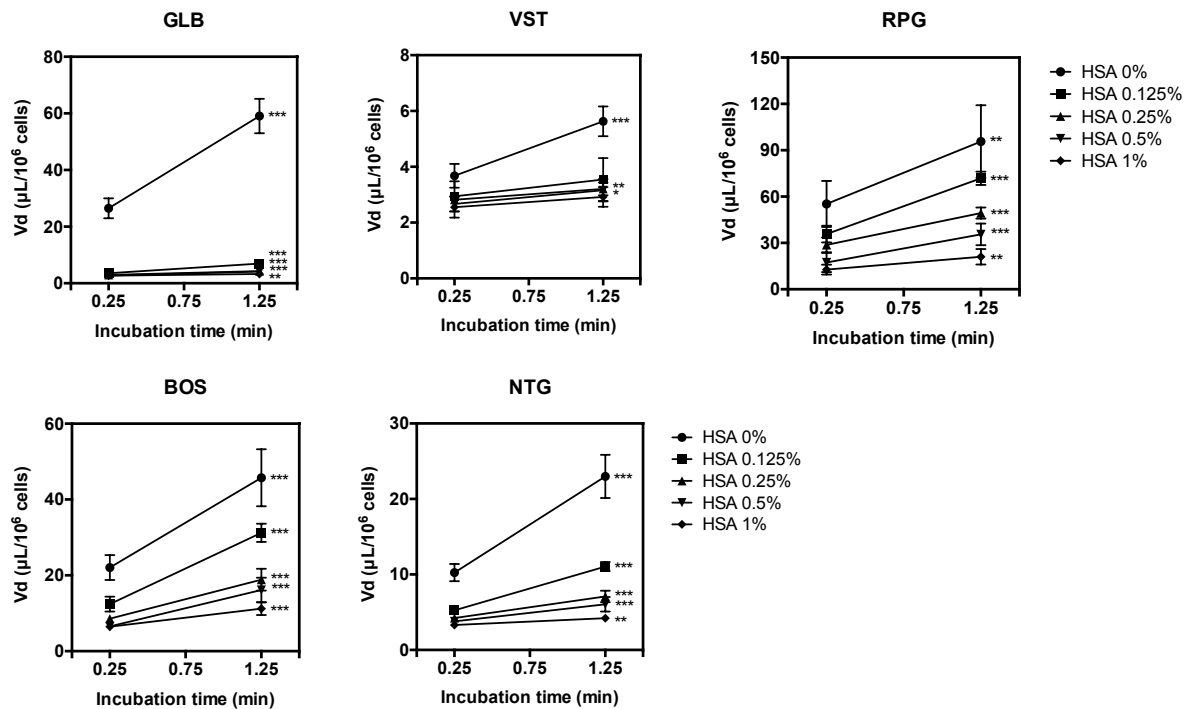 GLB
Vd (µL/10⁶ cells)
80
60
40
20
0
***
***
***
***
**
0.25 0.75 1.25
Incubation time (min)
VST
Vd (µL/10⁶ cells)
8
6
4
2
0
***
**
*
0.25 0.75 1.25
Incubation time (min)
RPG
Vd (µL/10⁶ cells)
150
120
90
60
30
0
**
***
***
***
**
0.25 0.75 1.25
Incubation time (min)
HSA 0%
HSA 0.125%
HSA 0.25%
HSA 0.5%
HSA 1%
BOS
Vd (µL/10⁶ cells)
60
40
20
0
***
***
***
***
***
0.25 0.75 1.25
Incubation time (min)
NTG
Vd (µL/10⁶ cells)
30
20
10
0
***
***
***
***
**
0.25 0.75 1.25
Incubation time (min)
HSA 0%
HSA 0.125%
HSA 0.25%
HSA 0.5%
HSA 1%